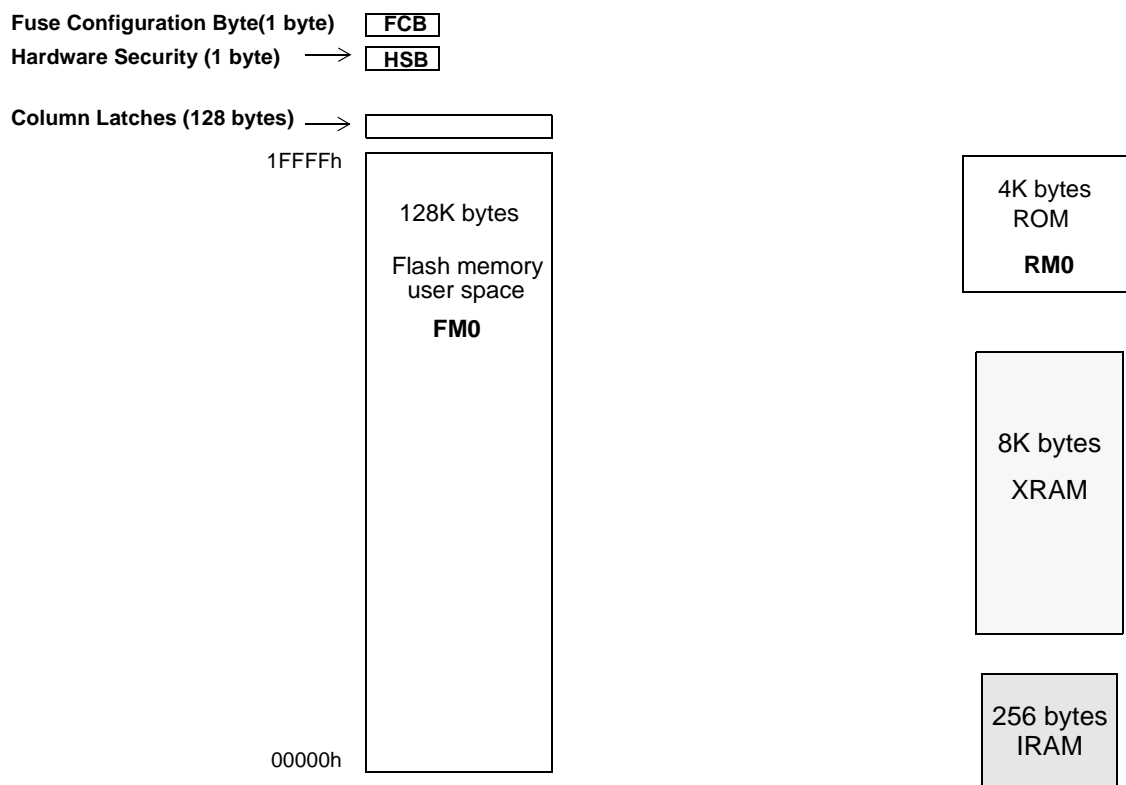 Fuse Configuration Byte(1 byte) FCB
Hardware Security (1 byte) HSB
Column Latches (128 bytes)
1FFFFh
128K bytes
Flash memory
user space
FM0
00000h
4K bytes
ROM
RM0
8K bytes
XRAM
256 bytes
IRAM